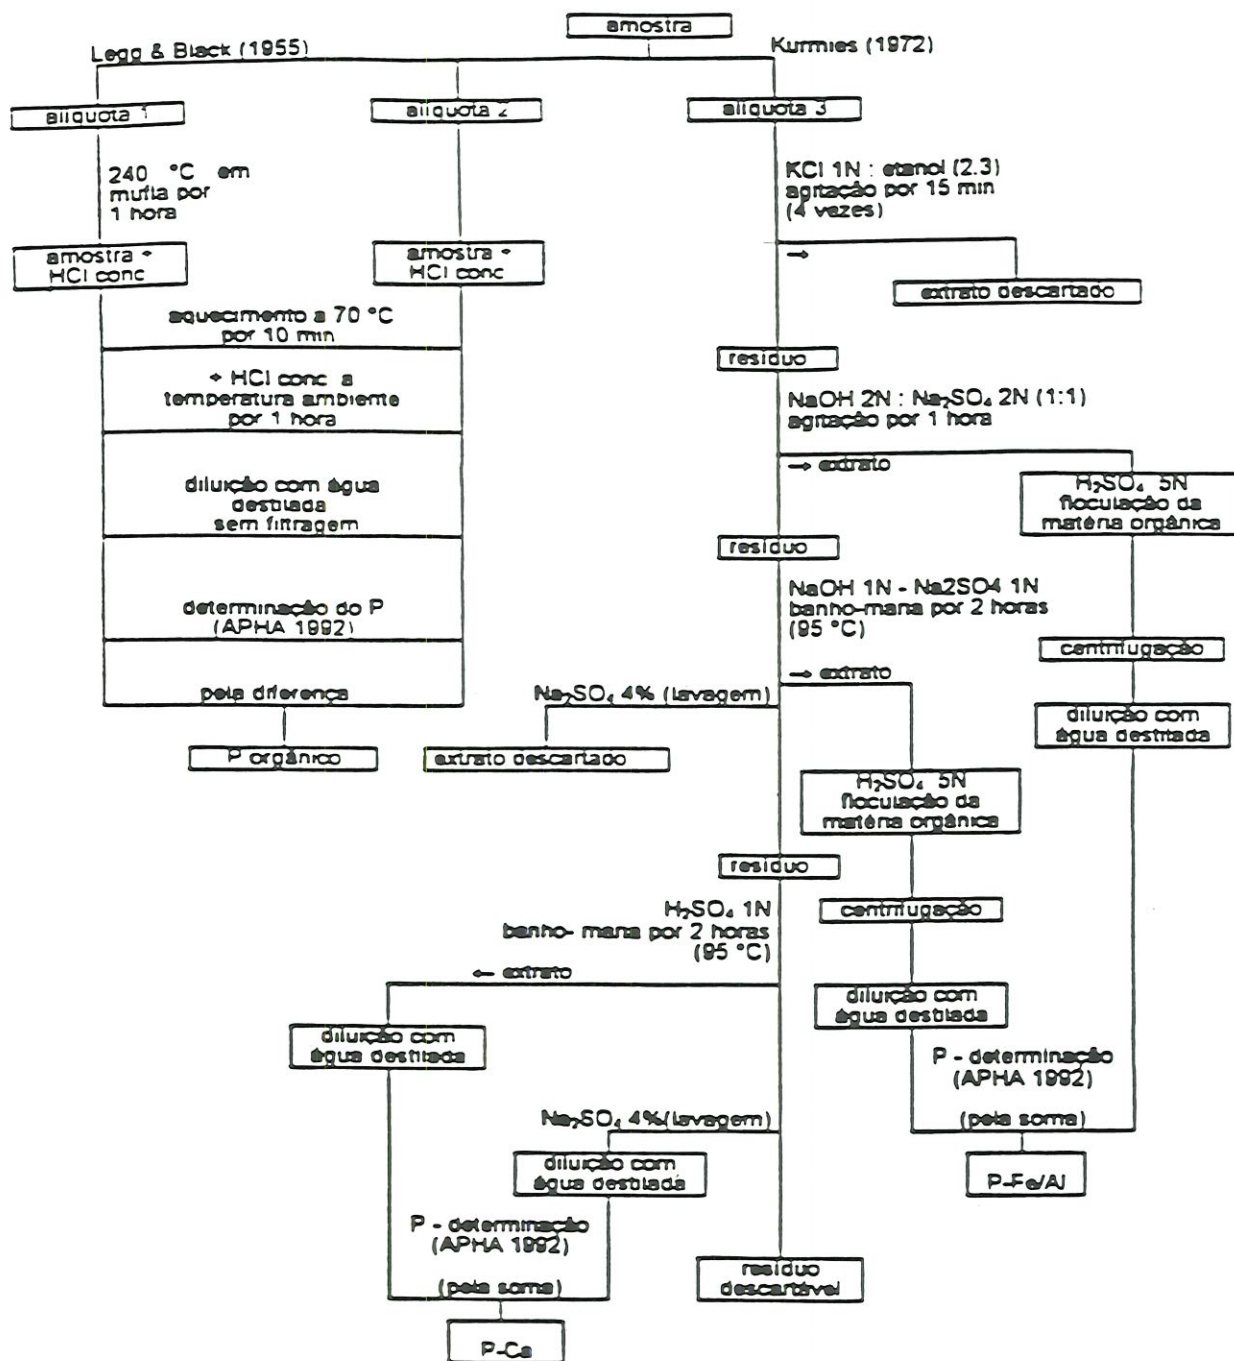 amostra
Legg & Black (1955)
Kurmies (1972)
alíquota 1
alíquota 2
alíquota 3
240 °C em
mufla por
1 hora
KCl 1N : etanol (2.3)
agitação por 15 min
(4 vezes)
→
extrato descartado
amostra +
HCl conc
amostra +
HCl conc
aquecimento a 70 °C
por 10 min
+ HCl conc a
temperatura ambiente
por 1 hora
diluição com água
destilada
sem filtragem
determinação do P
(APHA 1992)
pela diferença
P orgânico
resíduo
NaOH 2N : Na₂SO₄ 2N (1:1)
agitação por 1 hora
→ extrato
H₂SO₄ 5N
floculação da
matéria orgânica
centrifugação
diluição com
água destilada
resíduo
NaOH 1N - Na2SO4 1N
banho-maria por 2 horas
(95 °C)
→ extrato
Na₂SO₄ 4% (lavagem)
extrato descartado
H₂SO₄ 5N
floculação da
matéria orgânica
centrifugação
diluição com
água destilada
P - determinação
(APHA 1992)
(pela soma)
P-Fe/Al
resíduo
H₂SO₄ 1N
banho- maria por 2 horas
(95 °C)
← extrato
diluição com
água destilada
Na₂SO₄ 4%(lavagem)
diluição com
água destilada
P - determinação
(APHA 1992)
(pela soma)
P-Ca
resíduo
descartável